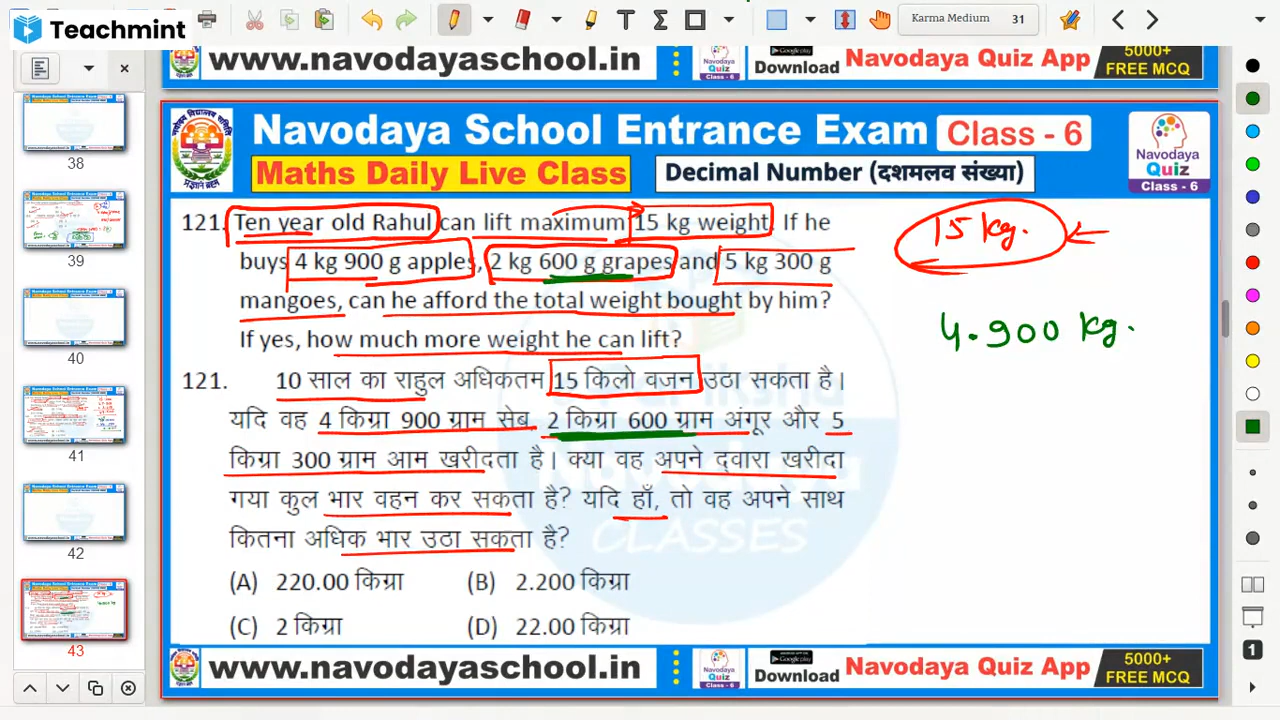 Teachmint
Karma Medium
31
www.navodayaschool.in
Navodaya
Quiz
Class - 6
Google play
Download
Navodaya Quiz App
5000+
FREE MCQ
38
39
40
41
42
43
Navodaya School Entrance Exam Class - 6
Maths Daily Live Class
Decimal Number (दशमलव संख्या)
Navodaya
Quiz
Class - 6
121. Ten year old Rahul can lift maximum 15 kg weight. If he
buys 4 kg 900 g apples, 2 kg 600 g grapes and 5 kg 300 g
mangoes, can he afford the total weight bought by him?
If yes, how much more weight he can lift?
15 kg.
4.900 kg.
121. 10 साल का राहुल अधिकतम 15 किलो वजन उठा सकता है।
यदि वह 4 किग्रा 900 ग्राम सेब, 2 किग्रा 600 ग्राम अंगूर और 5
किग्रा 300 ग्राम आम खरीदता है। क्या वह अपने द्वारा खरीदा
गया कुल भार वहन कर सकता है? यदि हाँ, तो वह अपने साथ
कितना अधिक भार उठा सकता है?
CLASSES
(A) 220.00 किग्रा (B) 2.200 किग्रा
(C) 2 किग्रा (D) 22.00 किग्रा
www.navodayaschool.in
Navodaya
Quiz
Class - 6
Google play
Download
Navodaya Quiz App
5000+
FREE MCQ
1